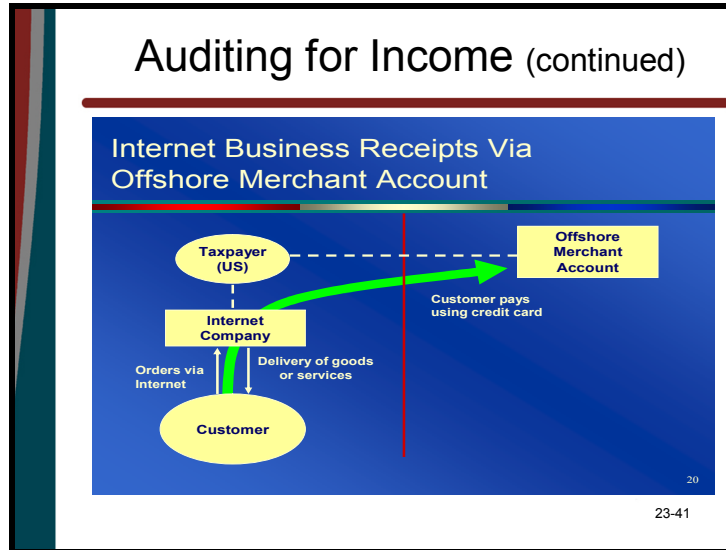 Auditing for Income (continued)
Internet Business Receipts Via
Offshore Merchant Account
Taxpayer
(US)
Offshore
Merchant
Account
Customer pays
using credit card
Internet
Company
Orders via
Internet
Delivery of goods
or services
Customer
20
23-41